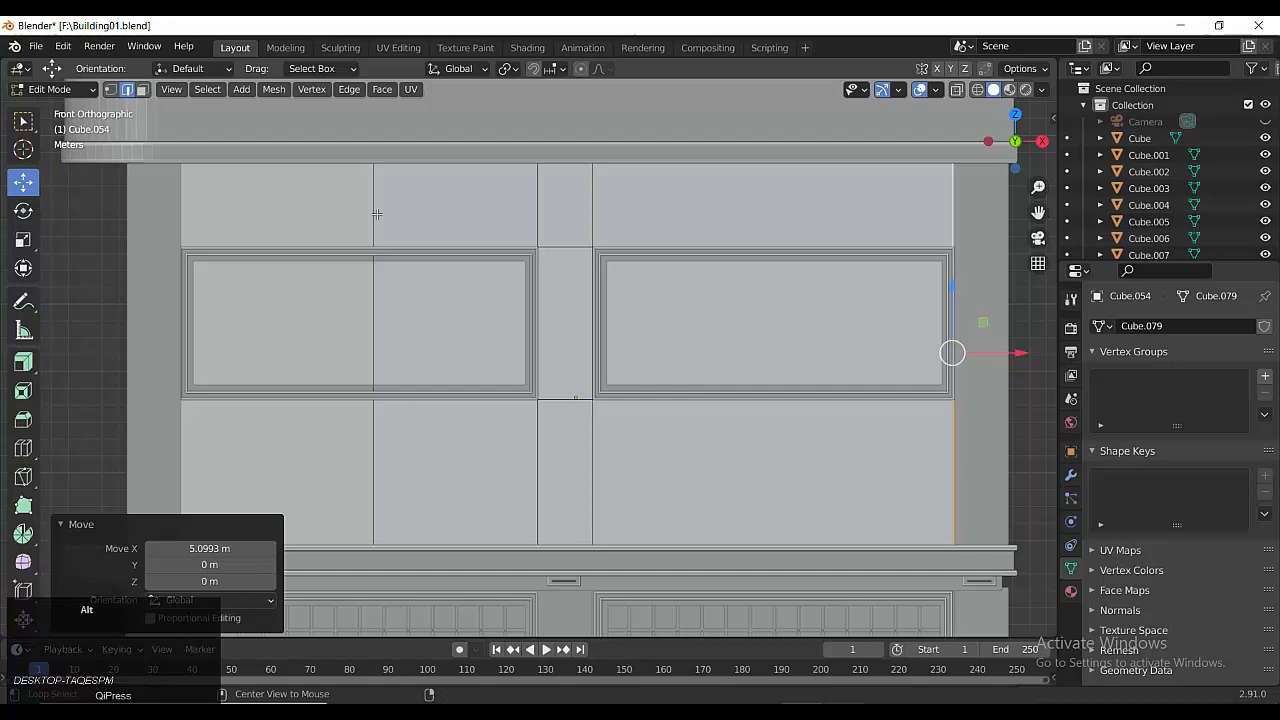 Blender* [F:\Building01.blend]
File Edit Render Window Help Layout Modeling Sculpting UV Editing Texture Paint Shading Animation Rendering Compositing Scripting + Scene View Layer
Orientation: Default Drag: Select Box Global X Y Z Options
Edit Mode View Select Add Mesh Vertex Edge Face UV
Scene Collection
Collection
Camera
Cube
Cube.001
Cube.002
Cube.003
Cube.004
Cube.005
Cube.006
Cube.007
Front Orthographic
(1) Cube.054
Meters
Z
Y
X
Cube.054 Cube.079
Cube.079
Vertex Groups
Shape Keys
UV Maps
Vertex Colors
Face Maps
Normals
Texture Space
Remesh
Geometry Data
Move
Move X 5.0993 m
Y 0 m
Z 0 m
Orientation Global
Proportional Editing
Alt
Activate Windows
Go to Settings to activate Windows.
Playback Keying View Marker 1 Start 1 End 250
1 50 60 70 80 90 100 110 120 130 140 150 160 170 180 190 200 210 220 230 240 250
DESKTOP-TAQESPM
QiPress
Loop Select Center View to Mouse 2.91.0